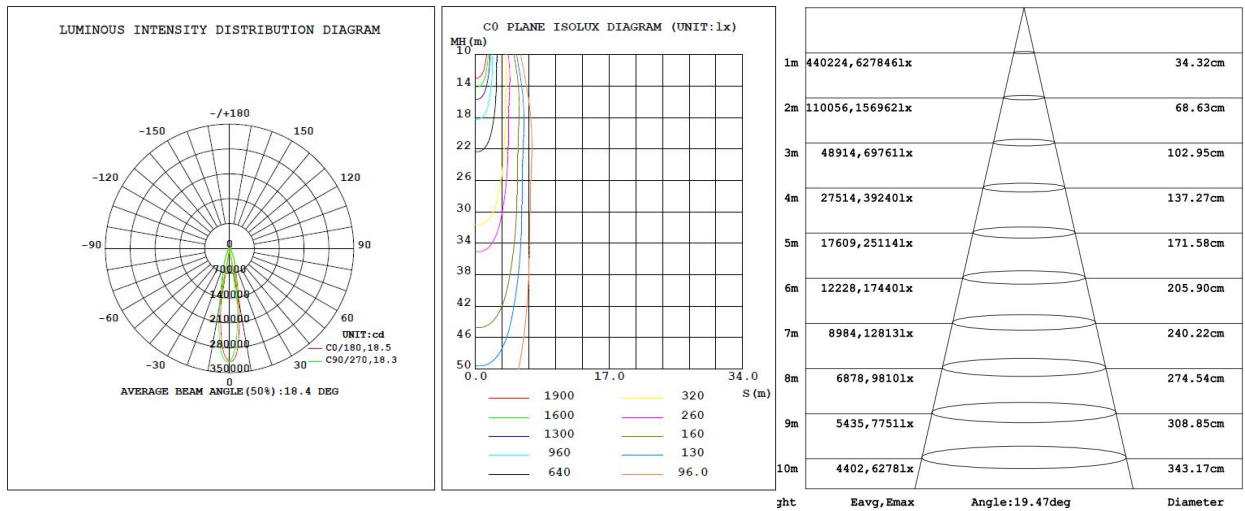 LUMINOUS INTENSITY DISTRIBUTION DIAGRAM
-/+180
-150 150
-120 120
-90 90
0
70000
140000
-60 60
210000
UNIT:cd
280000
C0/180,18.5
-30 30
C90/270,18.3
350000
0
AVERAGE BEAM ANGLE(50%):18.4 DEG
C0 PLANE ISOLUX DIAGRAM (UNIT:lx)
MH(m)
10
14
18
22
26
30
34
38
42
46
50
0.0 17.0 34.0
S(m)
1900 320
1600 260
1300 160
960 130
640 96.0
1m 440224,627846lx 34.32cm
2m 110056,156962lx 68.63cm
3m 48914,69761lx 102.95cm
4m 27514,39240lx 137.27cm
5m 17609,25114lx 171.58cm
6m 12228,17440lx 205.90cm
7m 8984,12813lx 240.22cm
8m 6878,9810lx 274.54cm
9m 5435,7751lx 308.85cm
10m 4402,6278lx 343.17cm
ght Eavg,Emax Angle:19.47deg Diameter